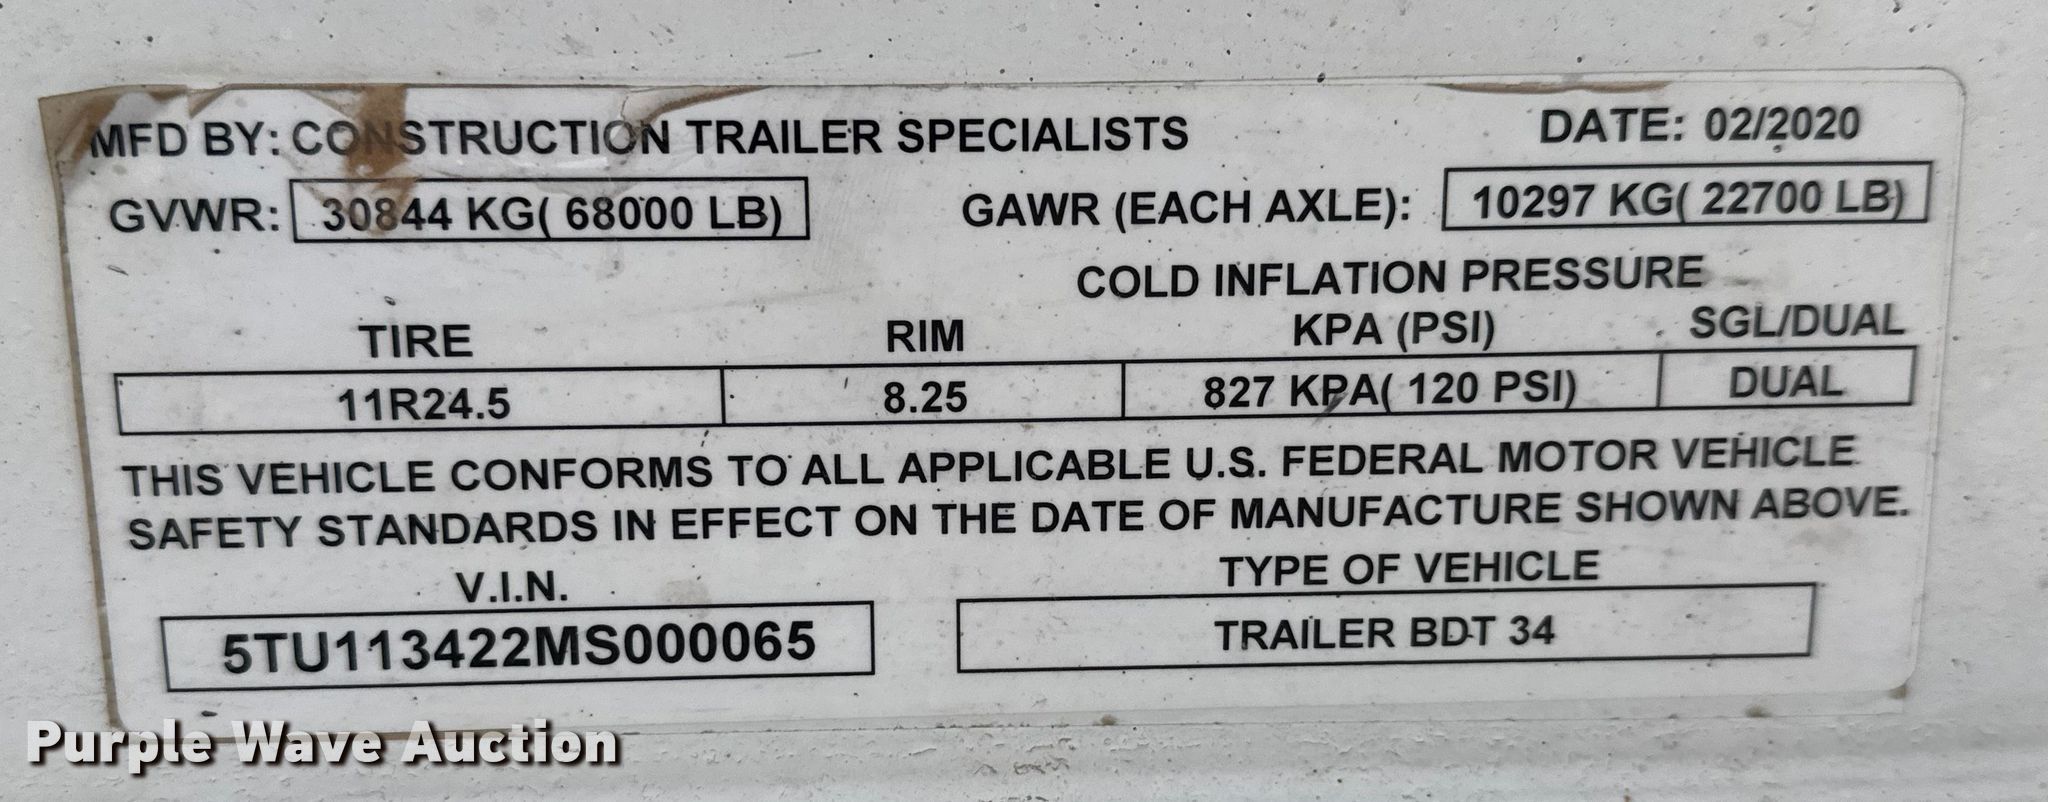 MFD BY: CONSTRUCTION TRAILER SPECIALISTS DATE: 02/2020
GVWR: 30844 KG( 68000 LB) GAWR (EACH AXLE): 10297 KG( 22700 LB)
COLD INFLATION PRESSURE
TIRE RIM KPA (PSI) SGL/DUAL
11R24.5 8.25 827 KPA( 120 PSI) DUAL
THIS VEHICLE CONFORMS TO ALL APPLICABLE U.S. FEDERAL MOTOR VEHICLE
SAFETY STANDARDS IN EFFECT ON THE DATE OF MANUFACTURE SHOWN ABOVE.
V.I.N. TYPE OF VEHICLE
5TU113422MS000065 TRAILER BDT 34
Purple Wave Auction